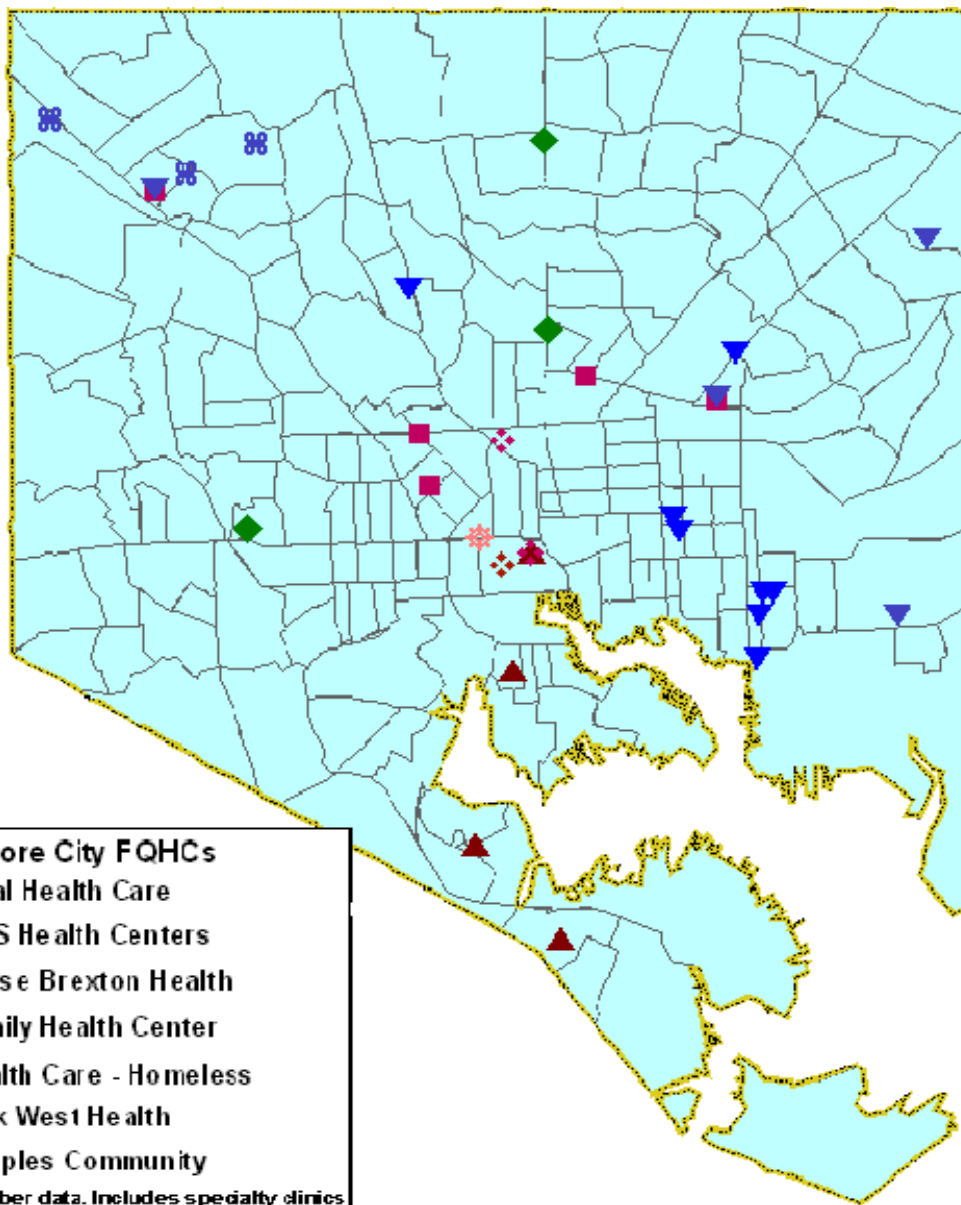 ore City FQHCs
al Health Care
S Health Centers
se Brexton Health
nily Health Center
lth Care - Homeless
k West Health
ples Community
ber data. Includes specialty clinics